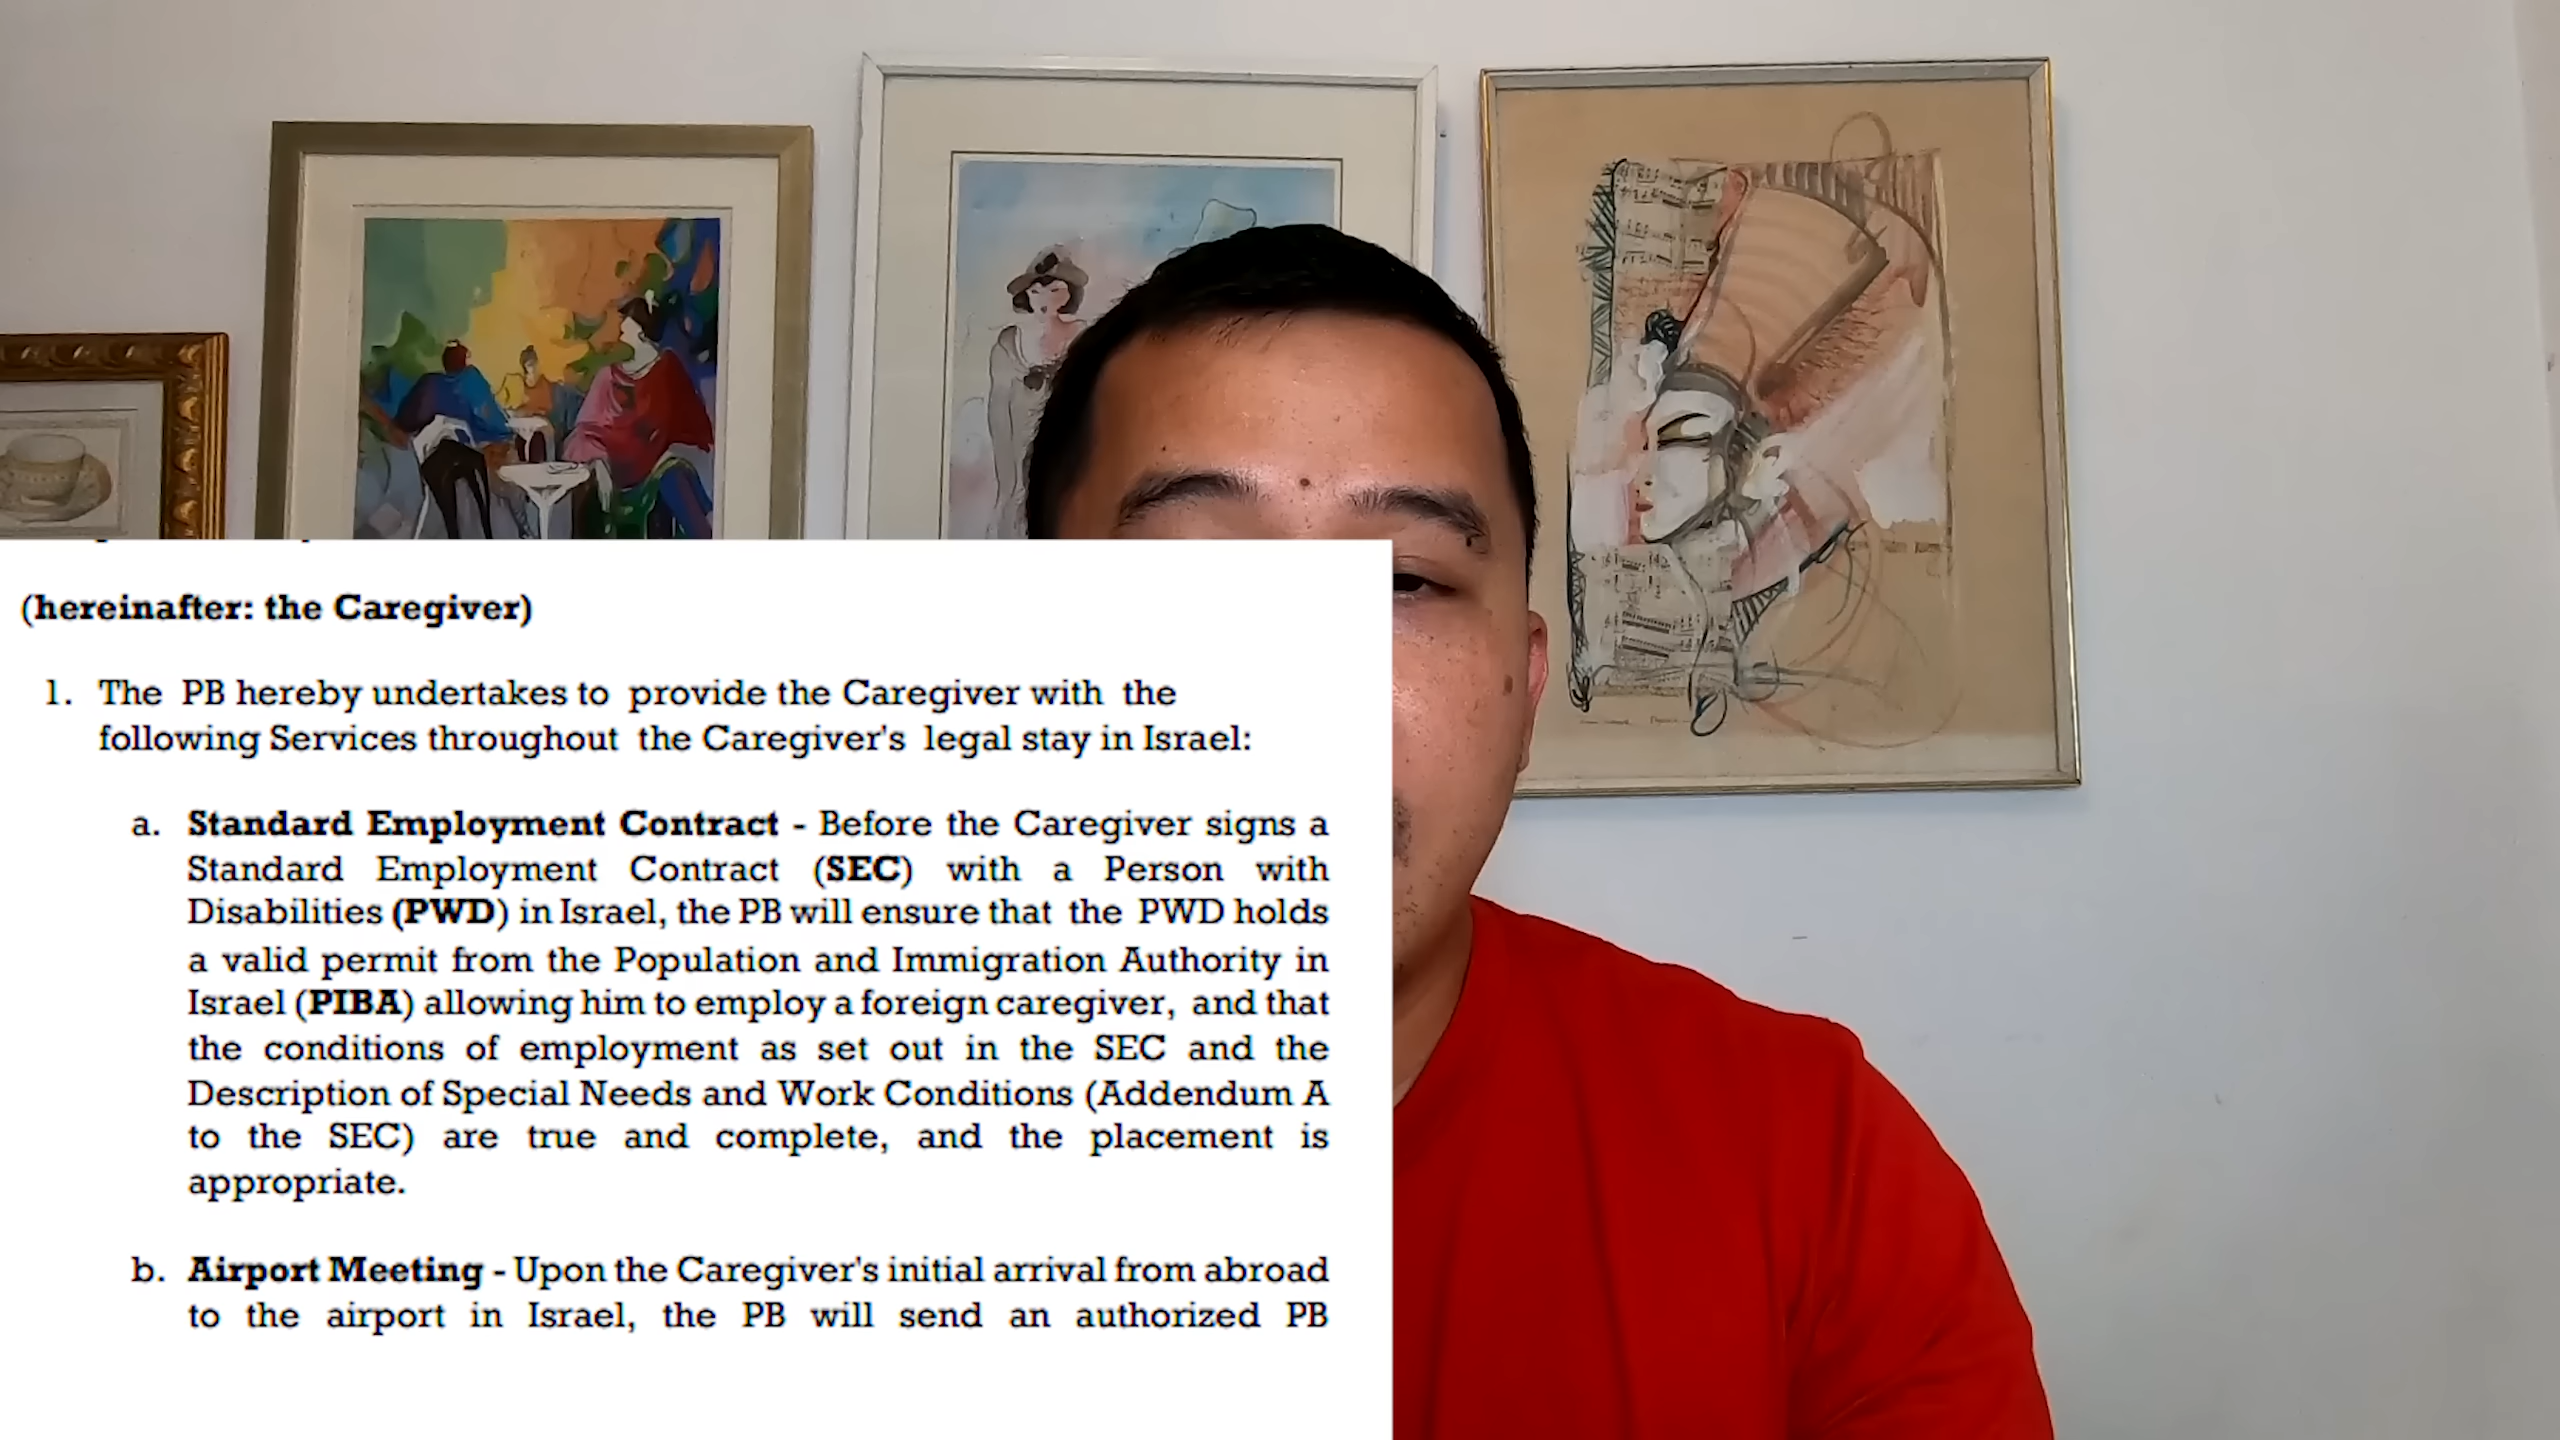 (hereinafter: the Caregiver)
1. The PB hereby undertakes to provide the Caregiver with the
following Services throughout the Caregiver's legal stay in Israel:
a. Standard Employment Contract - Before the Caregiver signs a
Standard Employment Contract (SEC) with a Person with
Disabilities (PWD) in Israel, the PB will ensure that the PWD holds
a valid permit from the Population and Immigration Authority in
Israel (PIBA) allowing him to employ a foreign caregiver, and that
the conditions of employment as set out in the SEC and the
Description of Special Needs and Work Conditions (Addendum A
to the SEC) are true and complete, and the placement is
appropriate.
b. Airport Meeting - Upon the Caregiver's initial arrival from abroad
to the airport in Israel, the PB will send an authorized PB